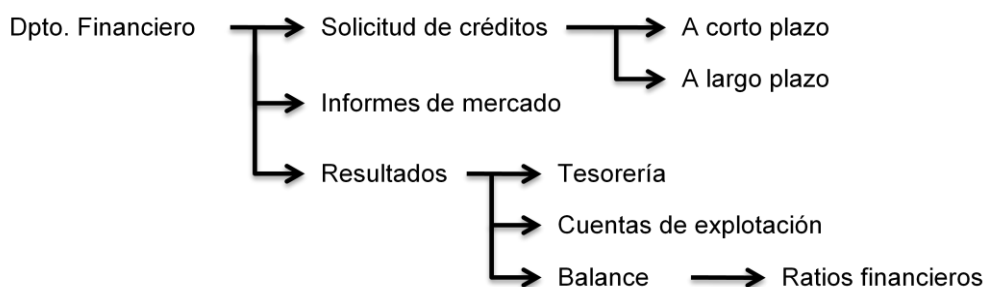 Dpto. Financiero
Solicitud de créditos
A corto plazo
A largo plazo
Informes de mercado
Resultados
Tesorería
Cuentas de explotación
Balance
Ratios financieros